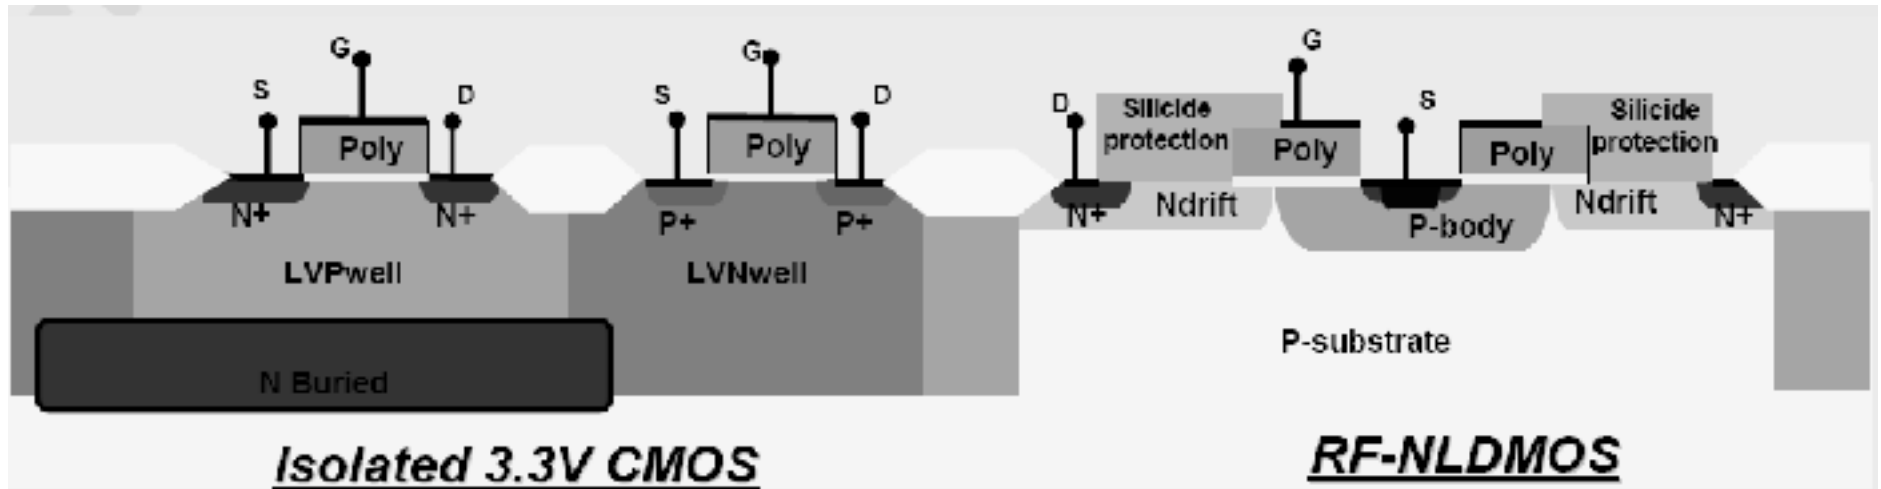 G
S
D
Poly
N+
N+
LVPwell
N Buried
G
S
D
Poly
P+
P+
LVNwell
Isolated 3.3V CMOS
G
D
S
Silicide
protection
Poly
Poly
Silicide
protection
N+
Ndrift
P-body
Ndrift
N+
P-substrate
RF-NLDMOS